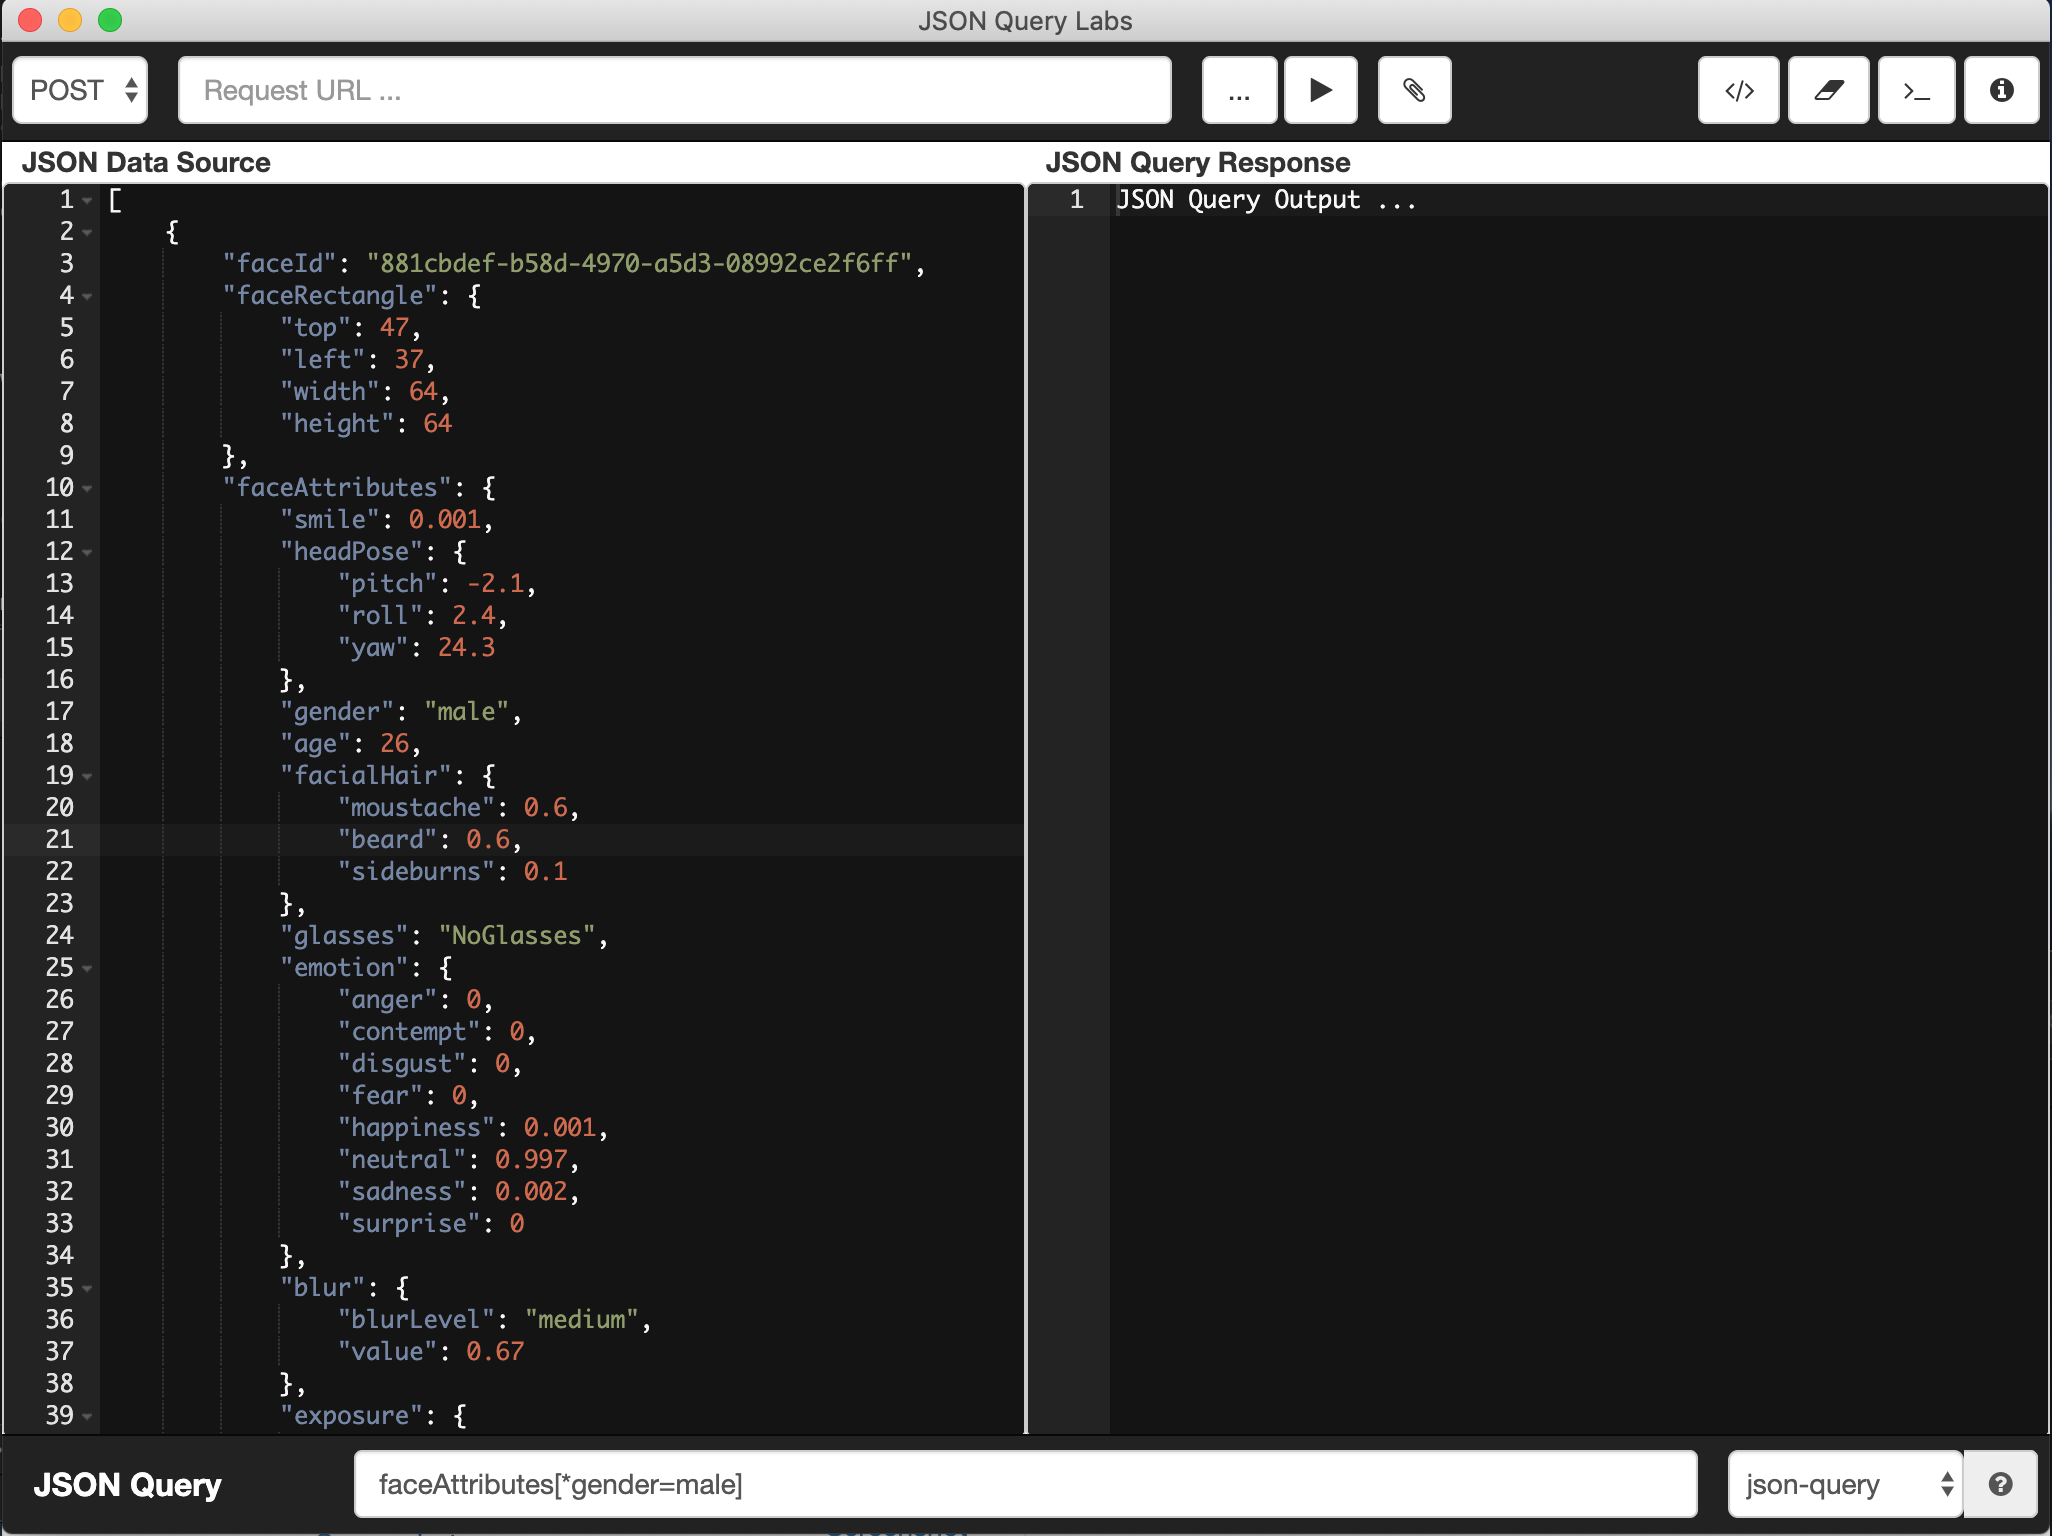 JSON Query Labs
POST
Request URL ...
...
</>
>_
JSON Data Source
JSON Query Response
1 [
2 {
3 "faceId": "881cbdef-b58d-4970-a5d3-08992ce2f6ff",
4 "faceRectangle": {
5 "top": 47,
6 "left": 37,
7 "width": 64,
8 "height": 64
9 },
10 "faceAttributes": {
11 "smile": 0.001,
12 "headPose": {
13 "pitch": -2.1,
14 "roll": 2.4,
15 "yaw": 24.3
16 },
17 "gender": "male",
18 "age": 26,
19 "facialHair": {
20 "moustache": 0.6,
21 "beard": 0.6,
22 "sideburns": 0.1
23 },
24 "glasses": "NoGlasses",
25 "emotion": {
26 "anger": 0,
27 "contempt": 0,
28 "disgust": 0,
29 "fear": 0,
30 "happiness": 0.001,
31 "neutral": 0.997,
32 "sadness": 0.002,
33 "surprise": 0
34 },
35 "blur": {
36 "blurLevel": "medium",
37 "value": 0.67
38 },
39 "exposure": {
1 JSON Query Output ...
JSON Query
faceAttributes[*gender=male]
json-query
?